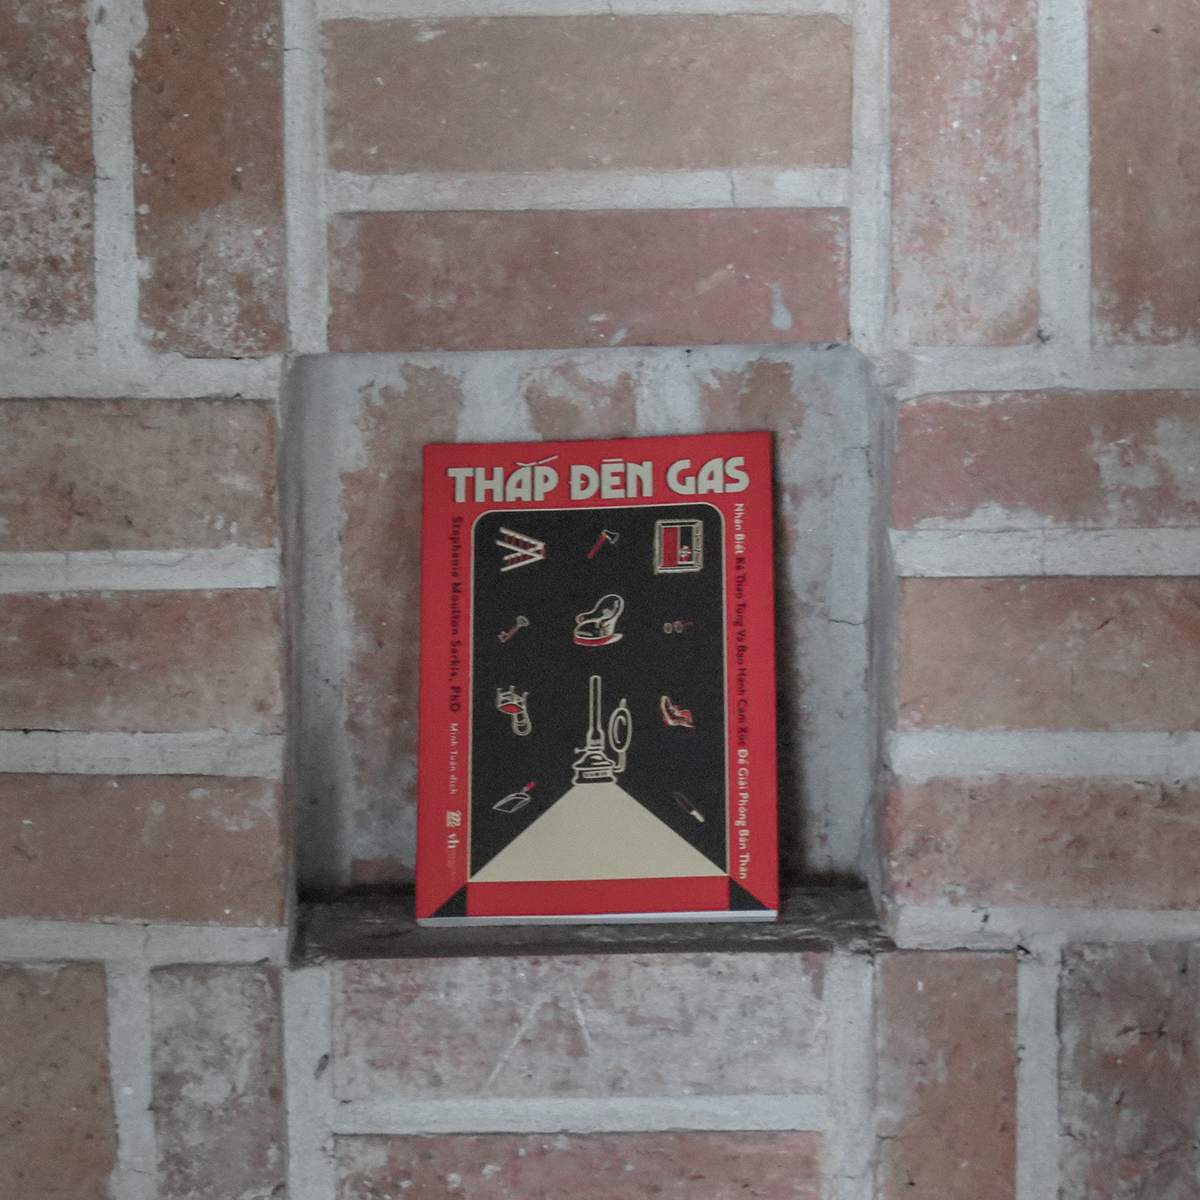 THẮP ĐÈN GAS
Stephanie Moulton Sarkis, PhD
Minh Tuấn dịch
Nhận Biết Kẻ Thao Túng Và Bạo Hành Cảm Xúc Để Giải Phóng Bản Thân